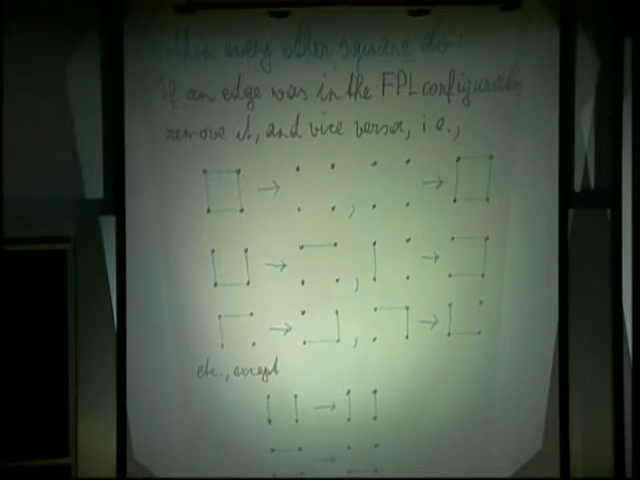 Within every other square do:
If an edge was in the FPL configuration
remove it, and vice versa, i.e.,
etc., except